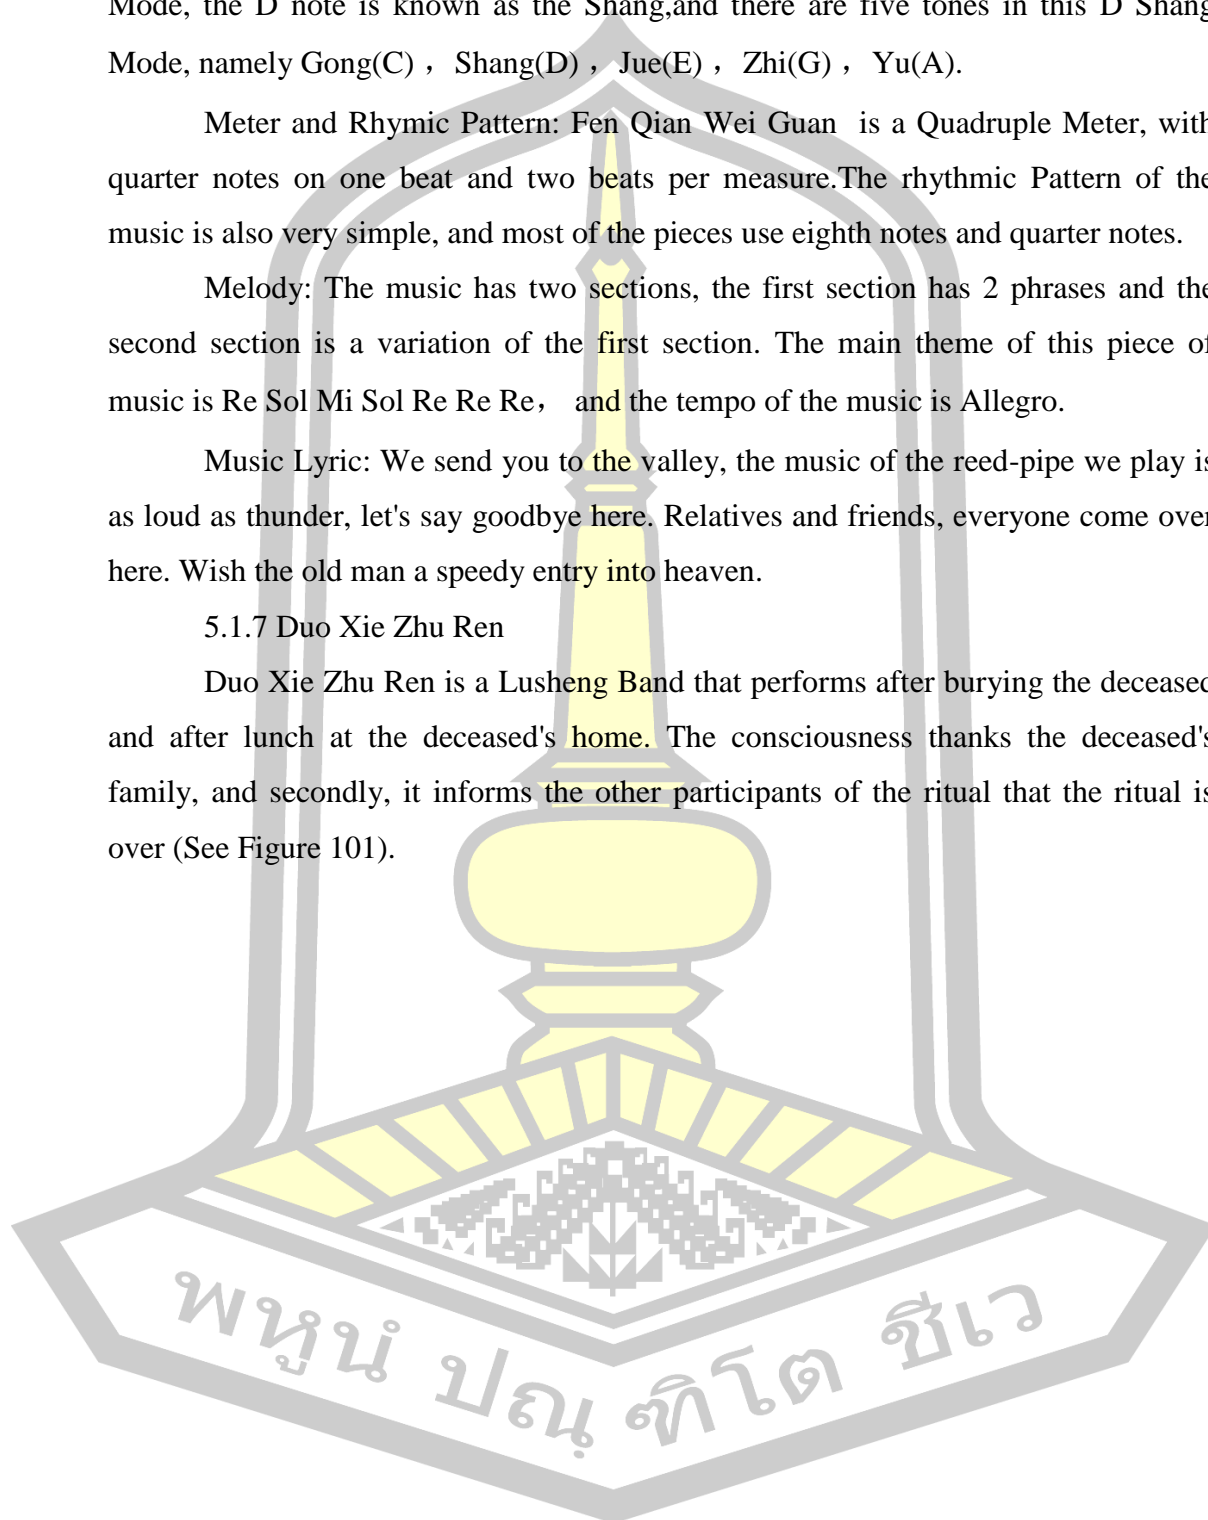 Mode, the D note is known as the Shang,and there are five tones in this D Shang
Mode, namely Gong(C) ， Shang(D) ，Jue(E) ，Zhi(G) ，Yu(A).
Meter and Rhymic Pattern: Fen Qian Wei Guan is a Quadruple Meter, with
quarter notes on one beat and two beats per measure.The rhythmic Pattern of the
music is also very simple, and most of the pieces use eighth notes and quarter notes.
Melody: The music has two sections, the first section has 2 phrases and the
second section is a variation of the first section. The main theme of this piece of
music is Re Sol Mi Sol Re Re Re， and the tempo of the music is Allegro.
Music Lyric: We send you to the valley, the music of the reed-pipe we play is
as loud as thunder, let's say goodbye here. Relatives and friends, everyone come over
here. Wish the old man a speedy entry into heaven.
5.1.7 Duo Xie Zhu Ren
Duo Xie Zhu Ren is a Lusheng Band that performs after burying the deceased
and after lunch at the deceased's home. The consciousness thanks the deceased's
family, and secondly, it informs the other participants of the ritual that the ritual is
over (See Figure 101).
พหูนํ ปณฺฑิโต ชีเว